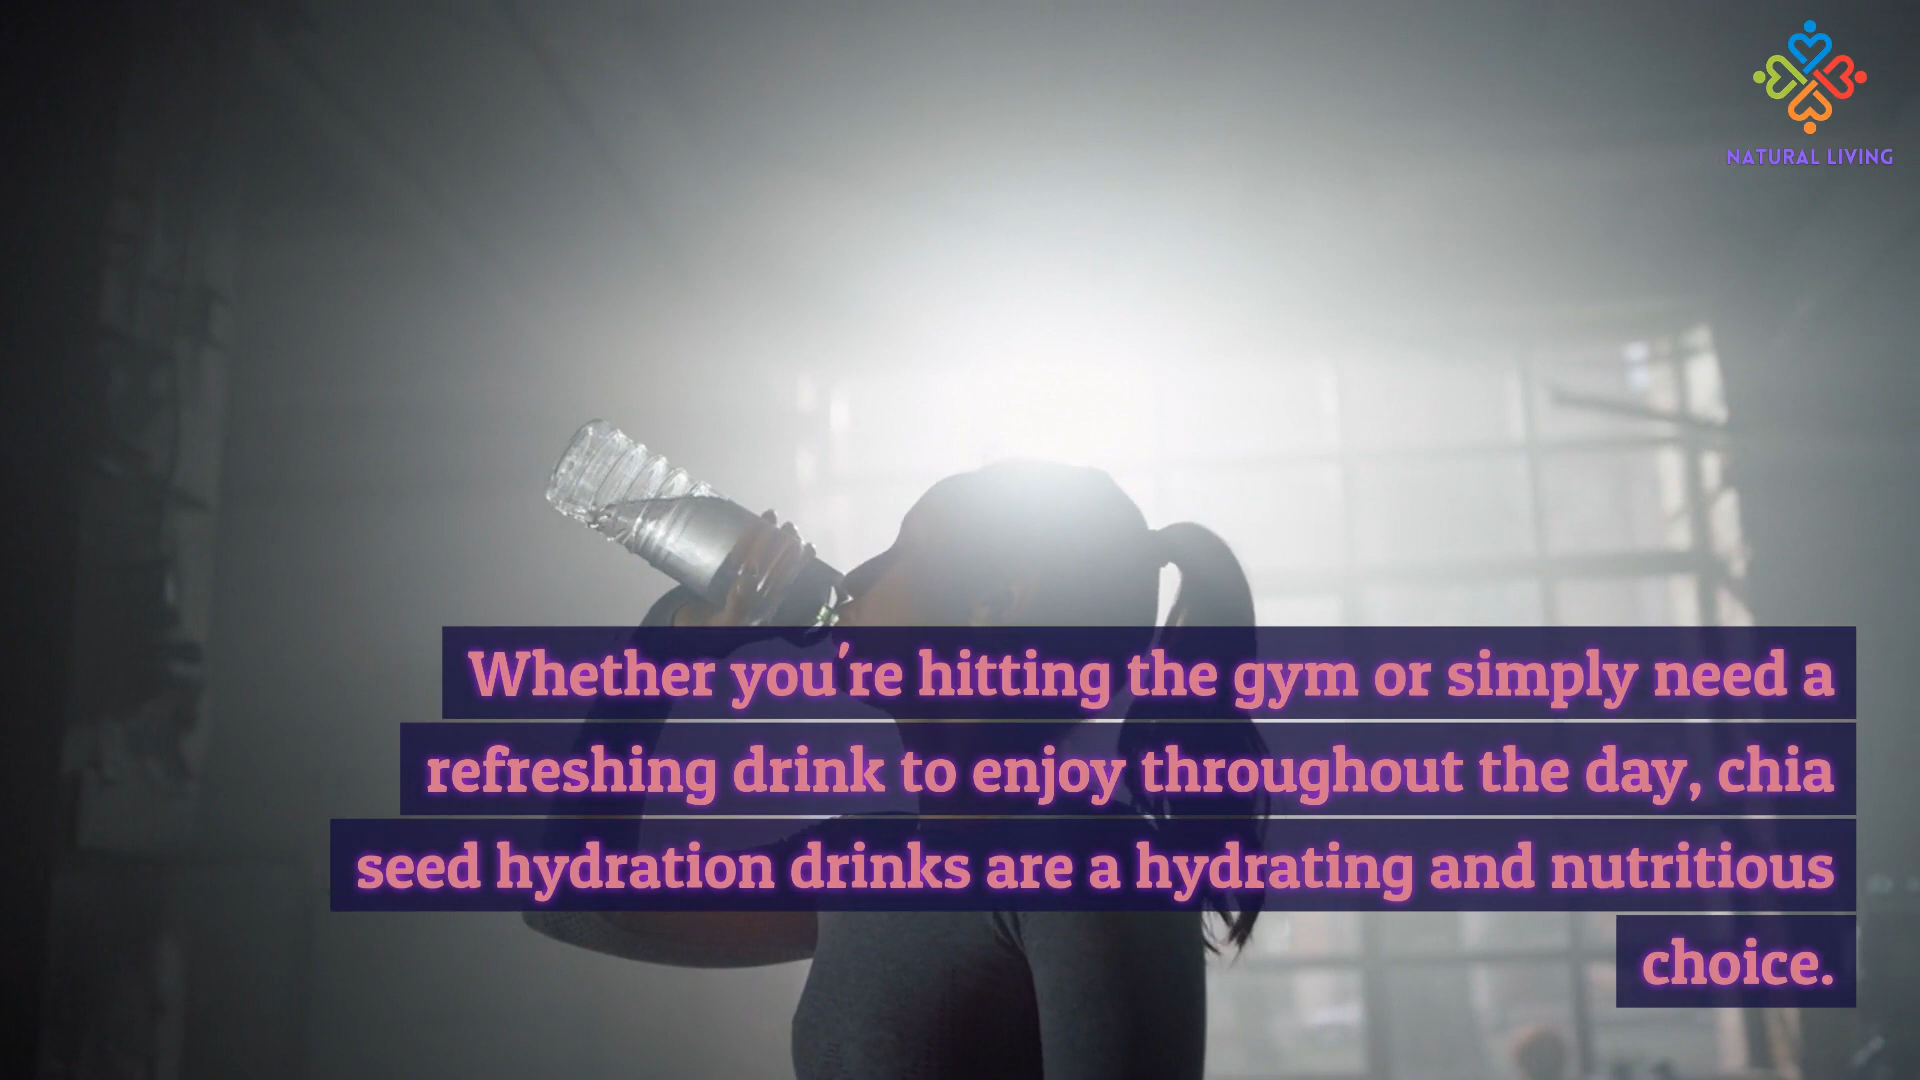 NATURAL LIVING
Whether you're hitting the gym or simply need a
refreshing drink to enjoy throughout the day, chia
seed hydration drinks are a hydrating and nutritious
choice.